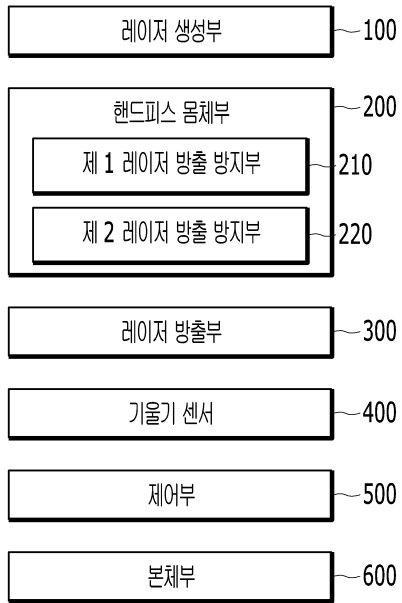 레이저 생성부 100
핸드피스 몸체부 200
제 1 레이저 방출 방지부 210
제 2 레이저 방출 방지부 220
레이저 방출부 300
기울기 센서 400
제어부 500
본체부 600